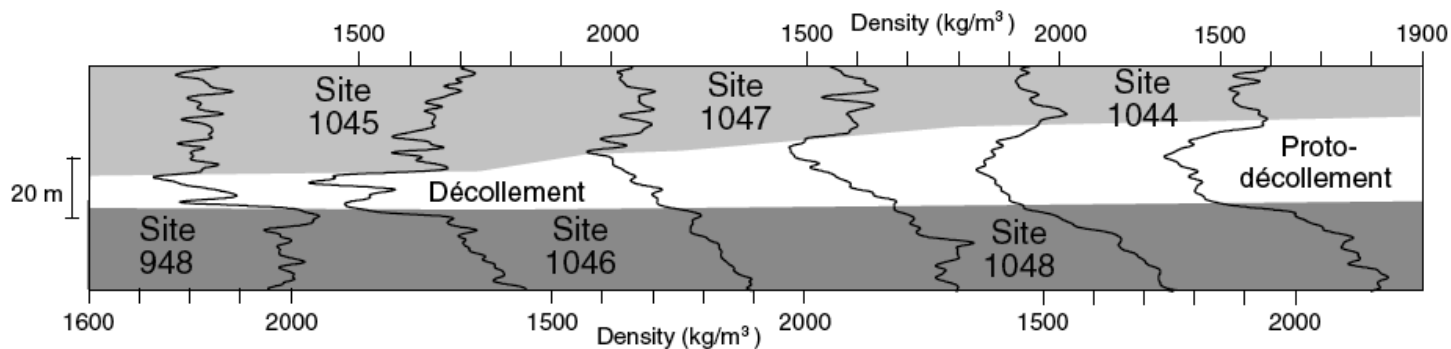 Density (kg/m³)
1500 2000 1500 2000 1500 1900
Site
1045
Site
1047
Site
1044
Proto-
décollement
Décollement
20 m
Site
948
Site
1046
Site
1048
1600 2000 1500 2000 1500 2000
Density (kg/m³)